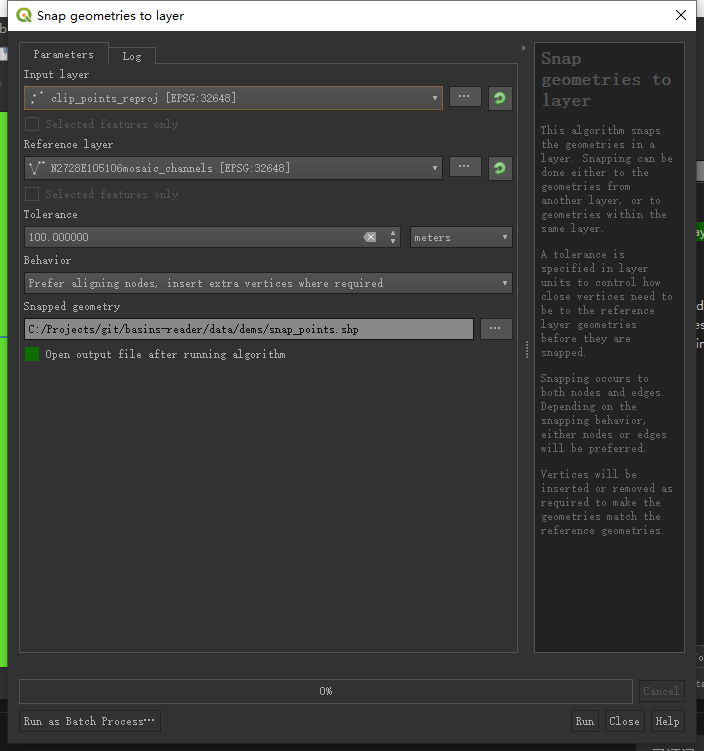 Snap geometries to layer
Parameters
Log
Input layer
clip_points_reproj [EPSG:32648]
Selected features only
Reference layer
N2728E105106mosaic_channels [EPSG:32648]
Selected features only
Tolerance
100.000000
meters
Behavior
Prefer aligning nodes, insert extra vertices where required
Snapped geometry
C:/Projects/git/basins-reader/data/dems/snap_points.shp
Open output file after running algorithm
Snap
geometries to
layer
This algorithm snaps
the geometries in a
layer. Snapping can be
done either to the
geometries from
another layer, or to
geometries within the
same layer.
A tolerance is
specified in layer
units to control how
close vertices need to
be to the reference
layer geometries
before they are
snapped.
Snapping occurs to
both nodes and edges.
Depending on the
snapping behavior,
either nodes or edges
will be preferred.
Vertices will be
inserted or removed as
required to make the
geometries match the
reference geometries.
0%
Cancel
Run as Batch Process…
Run
Close
Help